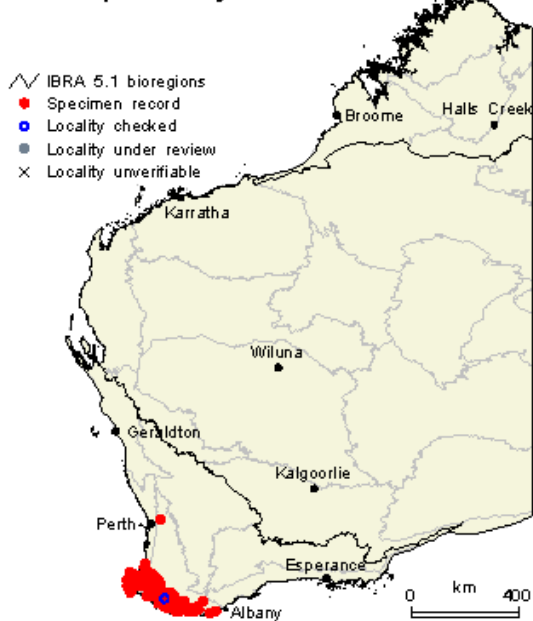 IBRA 5.1 bioregions
Specimen record
Locality checked
Locality under review
Locality unverifiable
Broome
Halls Creek
Karratha
Wiluna
Geraldton
Kalgoorlie
Perth
Esperance
Albany
0 km 400